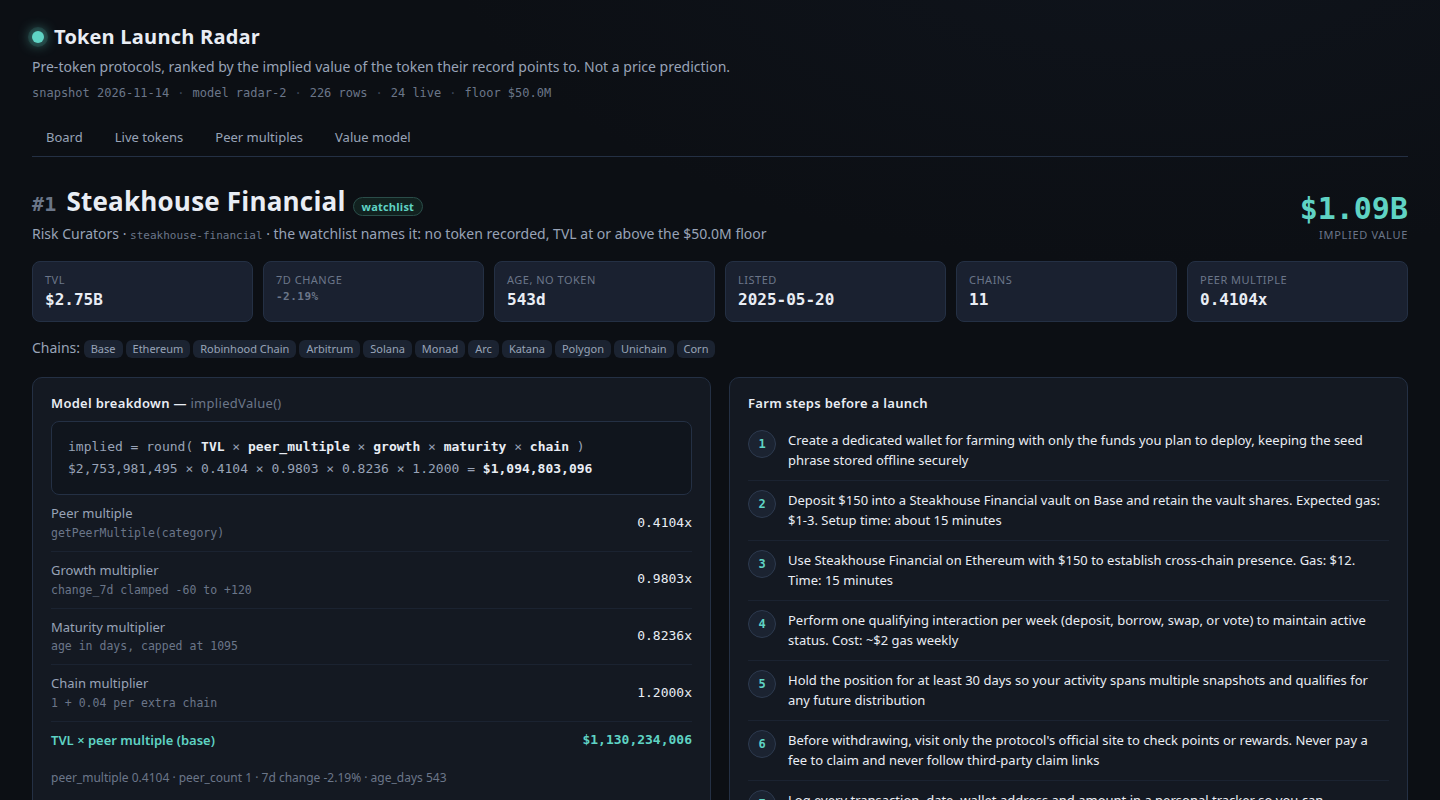 Token Launch Radar
Pre-token protocols, ranked by the implied value of the token their record points to. Not a price prediction.
snapshot 2026-11-14 · model radar-2 · 226 rows · 24 live · floor $50.0M
Board Live tokens Peer multiples Value model
#1 Steakhouse Financial watchlist
$1.09B
Risk Curators · steakhouse-financial · the watchlist names it: no token recorded, TVL at or above the $50.0M floor
IMPLIED VALUE
TVL
$2.75B
7D CHANGE
-2.19%
AGE, NO TOKEN
543d
LISTED
2025-05-20
CHAINS
11
PEER MULTIPLE
0.4104x
Chains: Base Ethereum Robinhood Chain Arbitrum Solana Monad Arc Katana Polygon Unichain Corn
Model breakdown — impliedValue()
implied = round( TVL × peer_multiple × growth × maturity × chain )
$2,753,981,495 × 0.4104 × 0.9803 × 0.8236 × 1.2000 = $1,094,803,096
Peer multiple
getPeerMultiple(category)
0.4104x
Growth multiplier
change_7d clamped -60 to +120
0.9803x
Maturity multiplier
age in days, capped at 1095
0.8236x
Chain multiplier
1 + 0.04 per extra chain
1.2000x
TVL × peer multiple (base)
$1,130,234,006
peer_multiple 0.4104 · peer_count 1 · 7d change -2.19% · age_days 543
Farm steps before a launch
1
Create a dedicated wallet for farming with only the funds you plan to deploy, keeping the seed
phrase stored offline securely
2
Deposit $150 into a Steakhouse Financial vault on Base and retain the vault shares. Expected gas:
$1-3. Setup time: about 15 minutes
3
Use Steakhouse Financial on Ethereum with $150 to establish cross-chain presence. Gas: $12.
Time: 15 minutes
4
Perform one qualifying interaction per week (deposit, borrow, swap, or vote) to maintain active
status. Cost: ~$2 gas weekly
5
Hold the position for at least 30 days so your activity spans multiple snapshots and qualifies for
any future distribution
6
Before withdrawing, visit only the protocol's official site to check points or rewards. Never pay a
fee to claim and never follow third-party claim links
Log every transaction, date, wallet address and amount in a personal tracker so you can